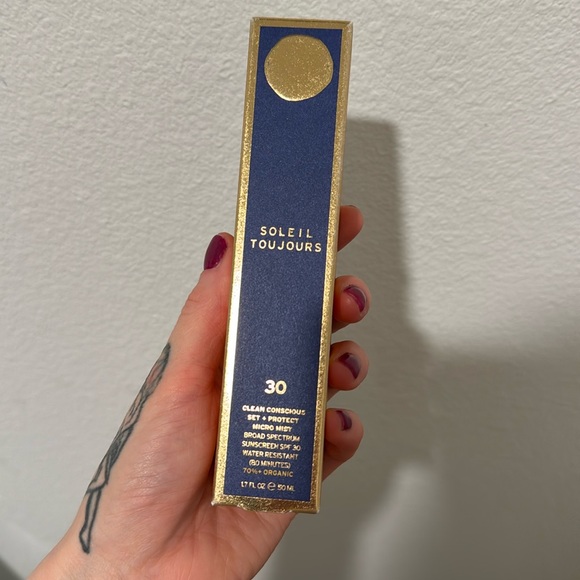 SOLEIL
TOUJOURS
30
CLEAN CONSCIOUS
SET + PROTECT
MICRO MIST
BROAD SPECTRUM
SUNSCREEN SPF 30
WATER RESISTANT
(80 MINUTES)
70%+ ORGANIC
1.7 FL OZ ℮ 50 ML